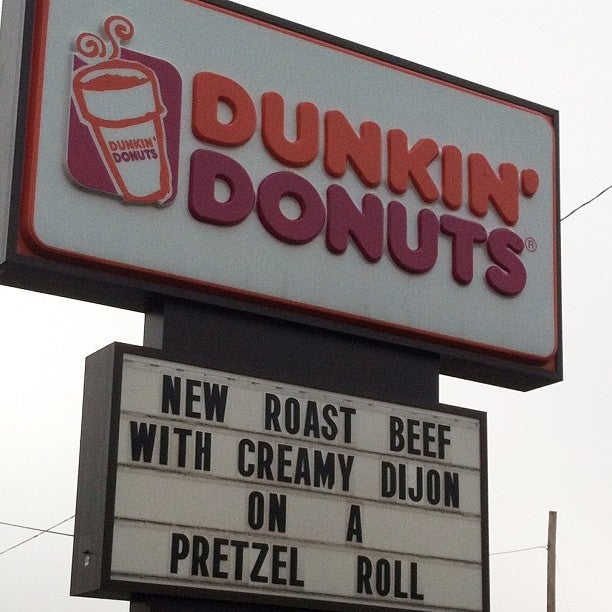 DUNKIN'
DONUTS
DUNKIN'
DONUTS®
NEW ROAST BEEF
WITH CREAMY DIJON
ON A
PRETZEL ROLL